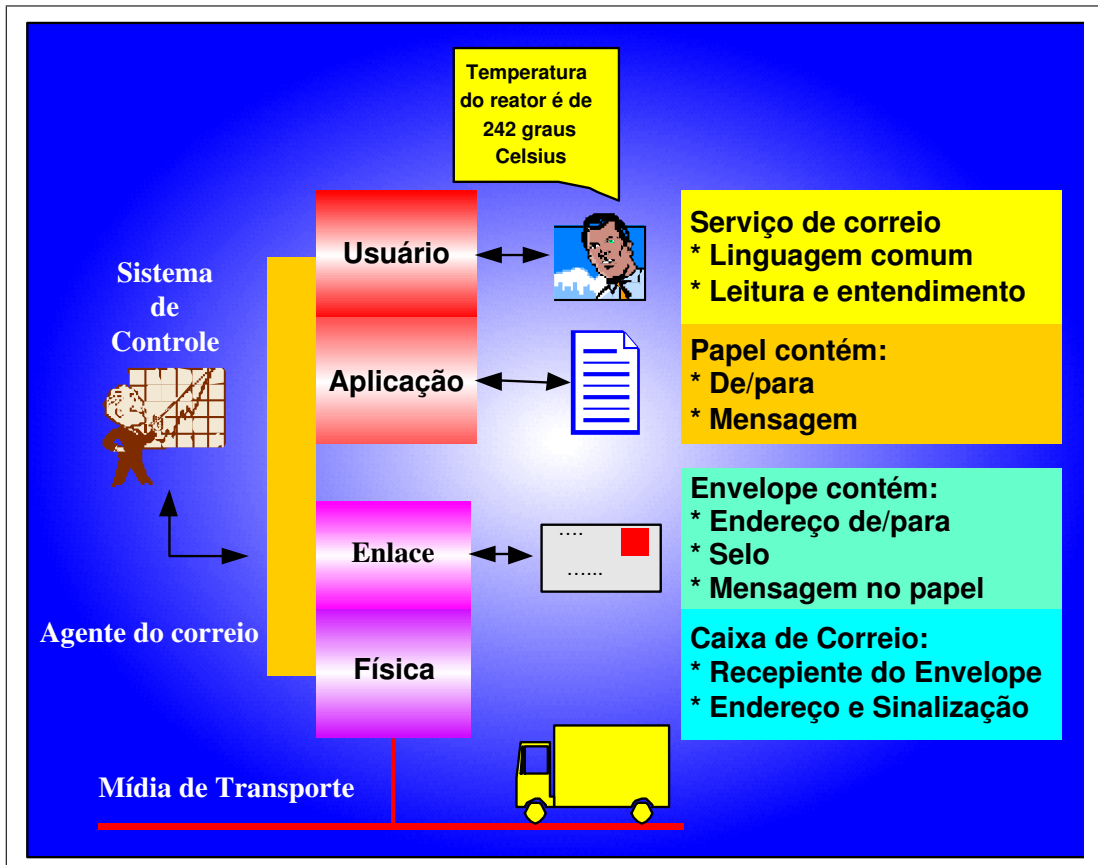 Temperatura
do reator é de
242 graus
Celsius
Usuário
Serviço de correio
* Linguagem comum
* Leitura e entendimento
Sistema
de
Controle
Aplicação
Papel contém:
* De/para
* Mensagem
Enlace
....
......
Envelope contém:
* Endereço de/para
* Selo
* Mensagem no papel
Agente do correio
Física
Caixa de Correio:
* Recepiente do Envelope
* Endereço e Sinalização
Mídia de Transporte